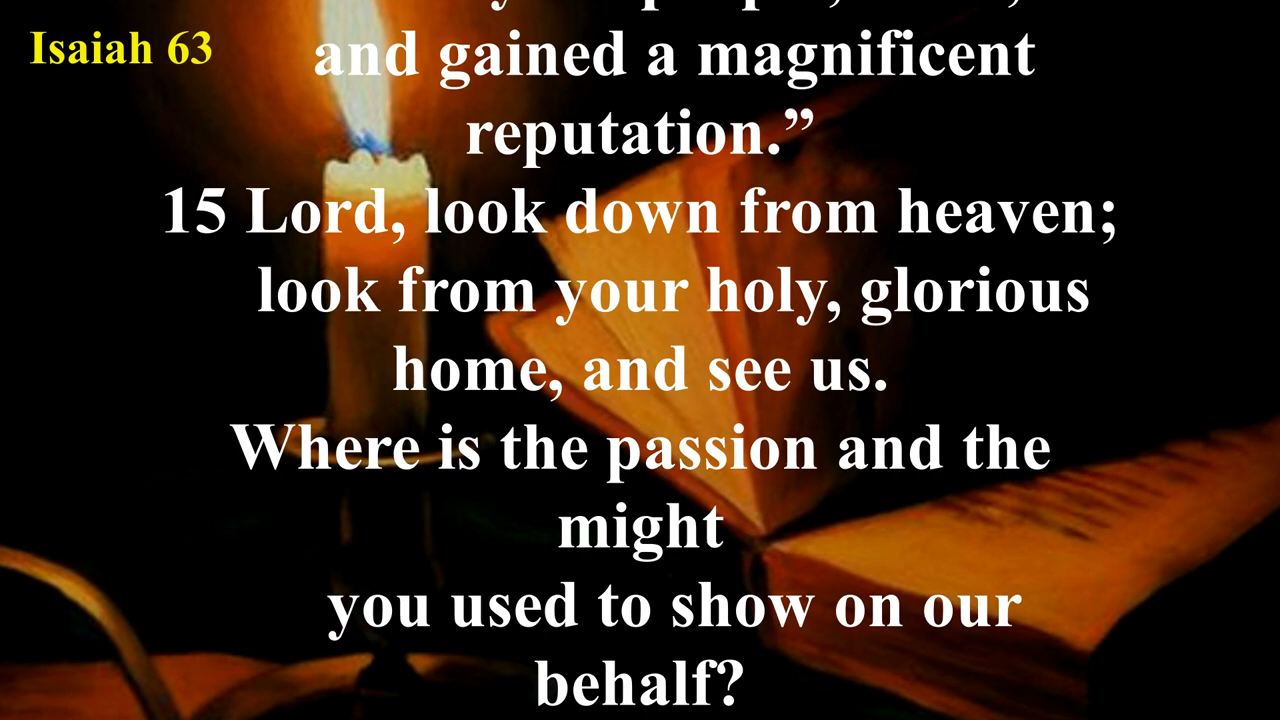 Isaiah 63
and gained a magnificent
reputation.”
15 Lord, look down from heaven;
look from your holy, glorious
home, and see us.
Where is the passion and the
might
you used to show on our
behalf?